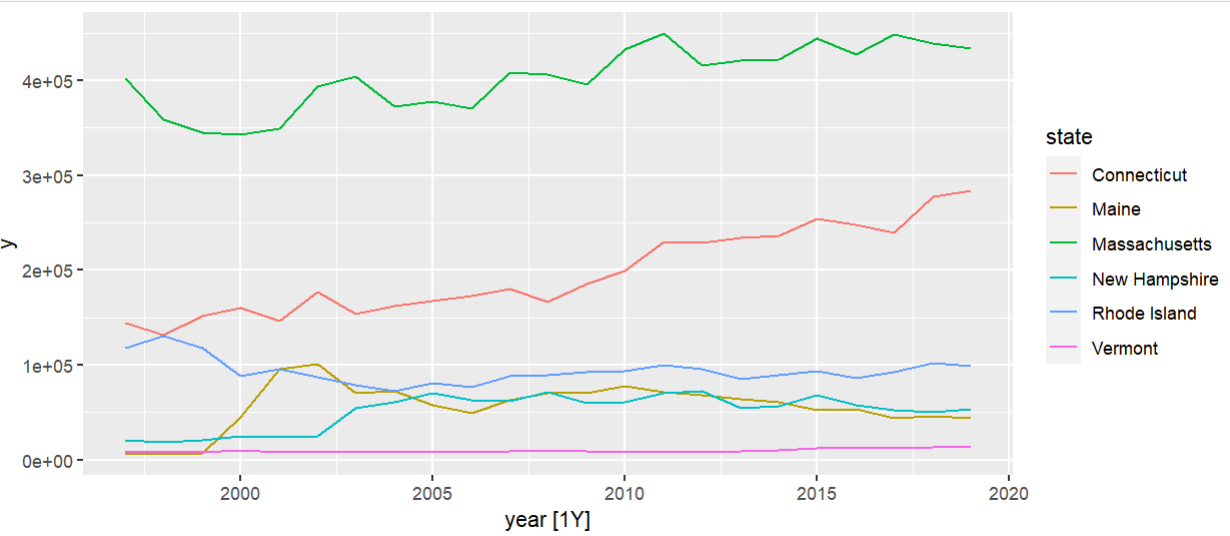 y
4e+05
3e+05
2e+05
1e+05
0e+00
2000
2005
2010
2015
2020
year [1Y]
state
Connecticut
Maine
Massachusetts
New Hampshire
Rhode Island
Vermont